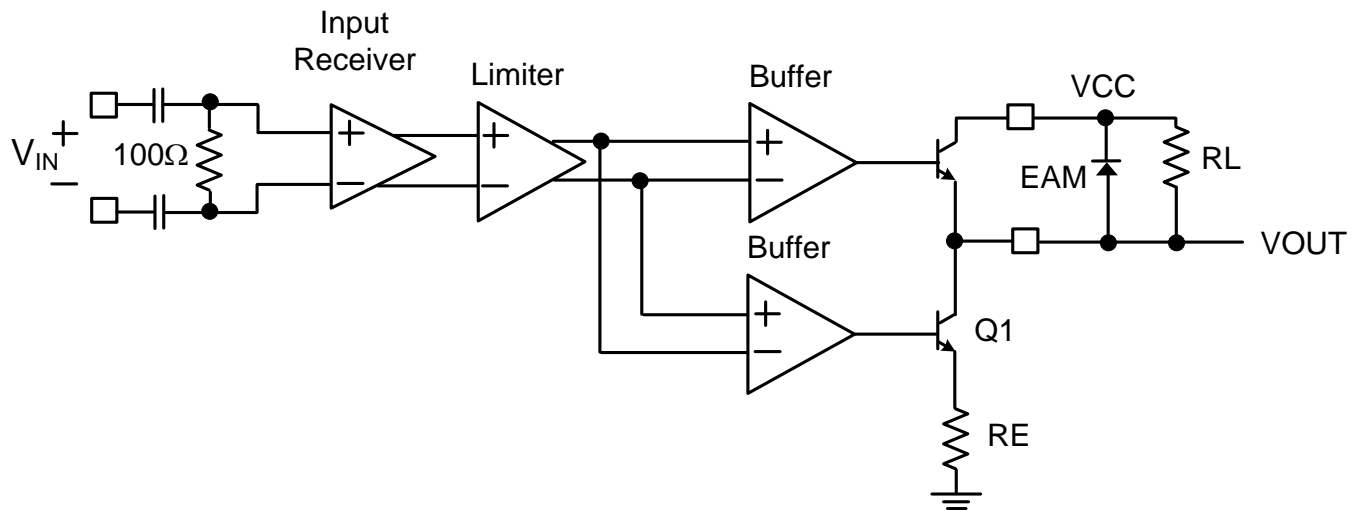 Input
Receiver
Limiter
Buffer
VCC
V_IN
+
−
100Ω
+
−
+
−
+
−
EAM
RL
VOUT
Buffer
+
−
Q1
RE